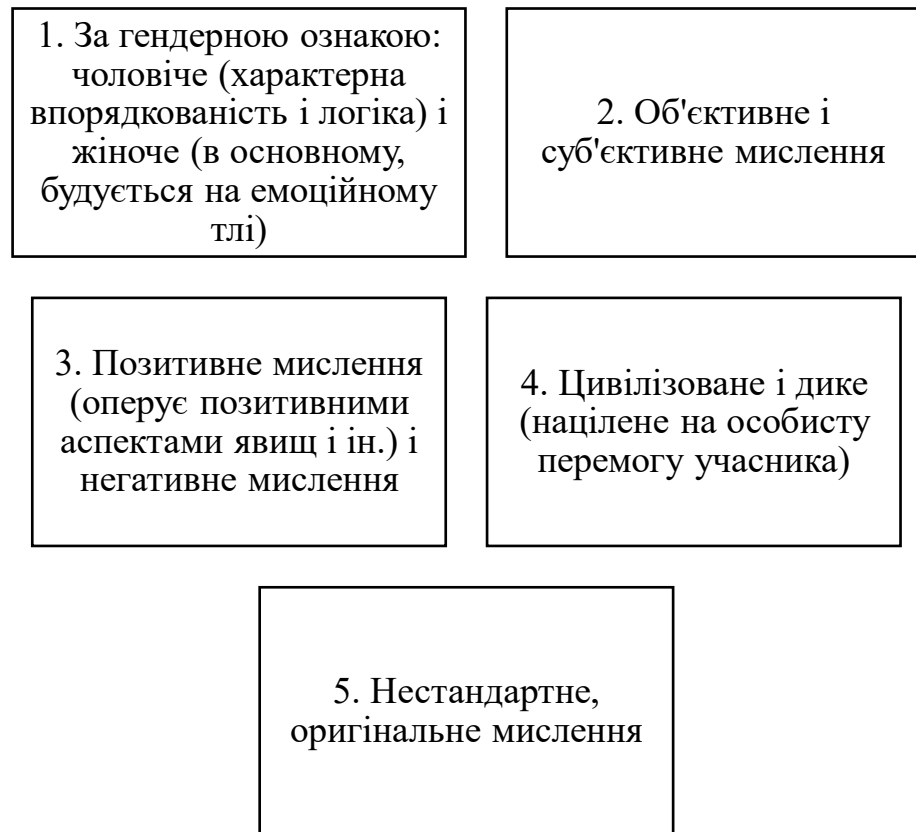 1. За гендерною ознакою:
чоловіче (характерна
впорядкованість і логіка) і
жіноче (в основному,
будується на емоційному
тлі)
2. Об'єктивне і
суб'єктивне мислення
3. Позитивне мислення
(оперує позитивними
аспектами явищ і ін.) і
негативне мислення
4. Цивілізоване і дике
(націлене на особисту
перемогу учасника)
5. Нестандартне,
оригінальне мислення